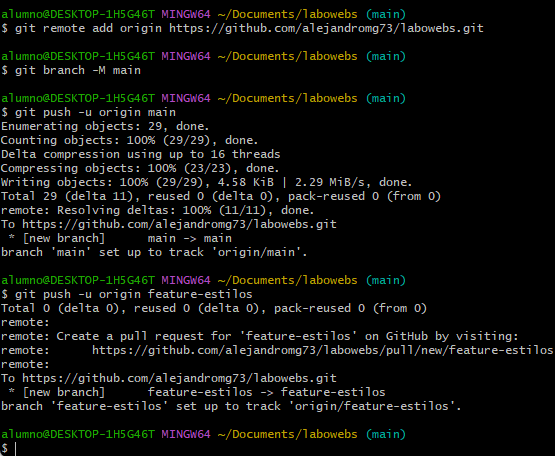 alumno@DESKTOP-1H5G46T MINGW64 ~/Documents/labowebs (main)
$ git remote add origin https://github.com/alejandromg73/labowebs.git
alumno@DESKTOP-1H5G46T MINGW64 ~/Documents/labowebs (main)
$ git branch -M main
alumno@DESKTOP-1H5G46T MINGW64 ~/Documents/labowebs (main)
$ git push -u origin main
Enumerating objects: 29, done.
Counting objects: 100% (29/29), done.
Delta compression using up to 16 threads
Compressing objects: 100% (23/23), done.
Writing objects: 100% (29/29), 4.58 KiB | 2.29 MiB/s, done.
Total 29 (delta 11), reused 0 (delta 0), pack-reused 0 (from 0)
remote: Resolving deltas: 100% (11/11), done.
To https://github.com/alejandromg73/labowebs.git
 * [new branch]      main -> main
branch 'main' set up to track 'origin/main'.
alumno@DESKTOP-1H5G46T MINGW64 ~/Documents/labowebs (main)
$ git push -u origin feature-estilos
Total 0 (delta 0), reused 0 (delta 0), pack-reused 0 (from 0)
remote:
remote: Create a pull request for 'feature-estilos' on GitHub by visiting:
remote:      https://github.com/alejandromg73/labowebs/pull/new/feature-estilos
remote:
To https://github.com/alejandromg73/labowebs.git
 * [new branch]      feature-estilos -> feature-estilos
branch 'feature-estilos' set up to track 'origin/feature-estilos'.
alumno@DESKTOP-1H5G46T MINGW64 ~/Documents/labowebs (main)
$